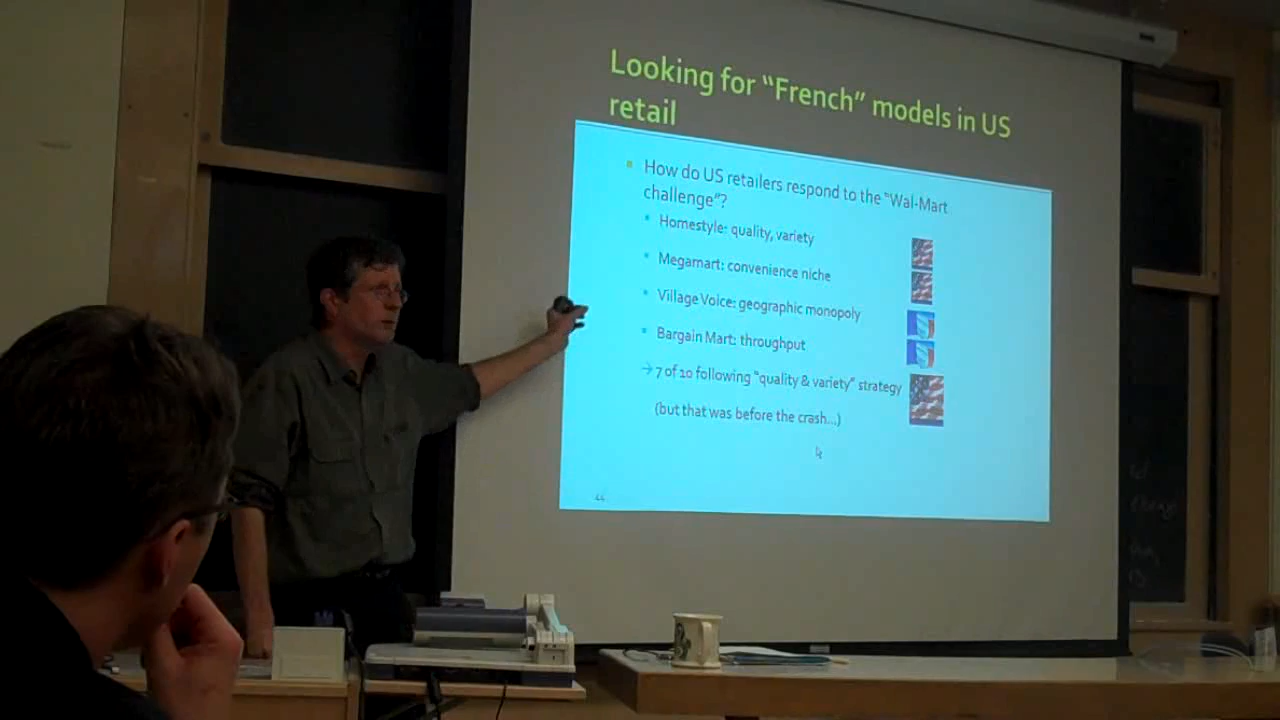 Looking for “French” models in US
retail
How do US retailers respond to the “Wal-Mart
challenge”?
Homestyle: quality, variety
Megamart: convenience niche
Village Voice: geographic monopoly
Bargain Mart: throughput
→ 7 of 10 following “quality & variety” strategy
(but that was before the crash...)
44